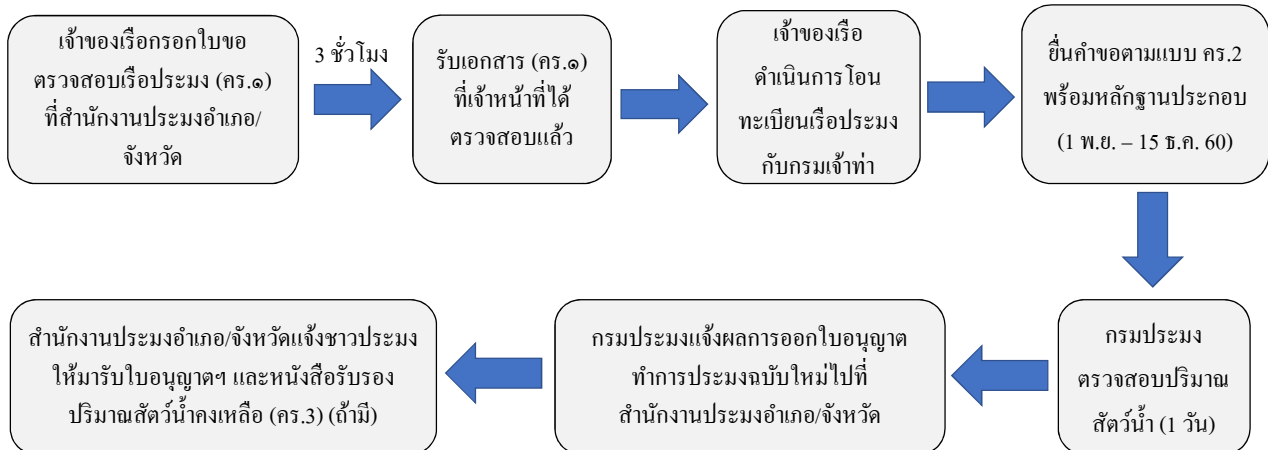 เจ้าของเรือกรอกใบขอ
ตรวจสอบเรือประมง (คร.๑)
ที่สำนักงานประมงอำเภอ/
จังหวัด
3 ชั่วโมง
รับเอกสาร (คร.๑)
ที่เจ้าหน้าที่ได้
ตรวจสอบแล้ว
เจ้าของเรือ
ดำเนินการโอน
ทะเบียนเรือประมง
กับกรมเจ้าท่า
ยื่นคำขอตามแบบ คร.2
พร้อมหลักฐานประกอบ
(1 พ.ย. – 15 ธ.ค. 60)
กรมประมง
ตรวจสอบปริมาณ
สัตว์น้ำ (1 วัน)
กรมประมงแจ้งผลการออกใบอนุญาต
ทำการประมงฉบับใหม่ไปที่
สำนักงานประมงอำเภอ/จังหวัด
สำนักงานประมงอำเภอ/จังหวัดแจ้งชาวประมง
ให้มารับใบอนุญาตฯ และหนังสือรับรอง
ปริมาณสัตว์น้ำคงเหลือ (คร.3) (ถ้ามี)